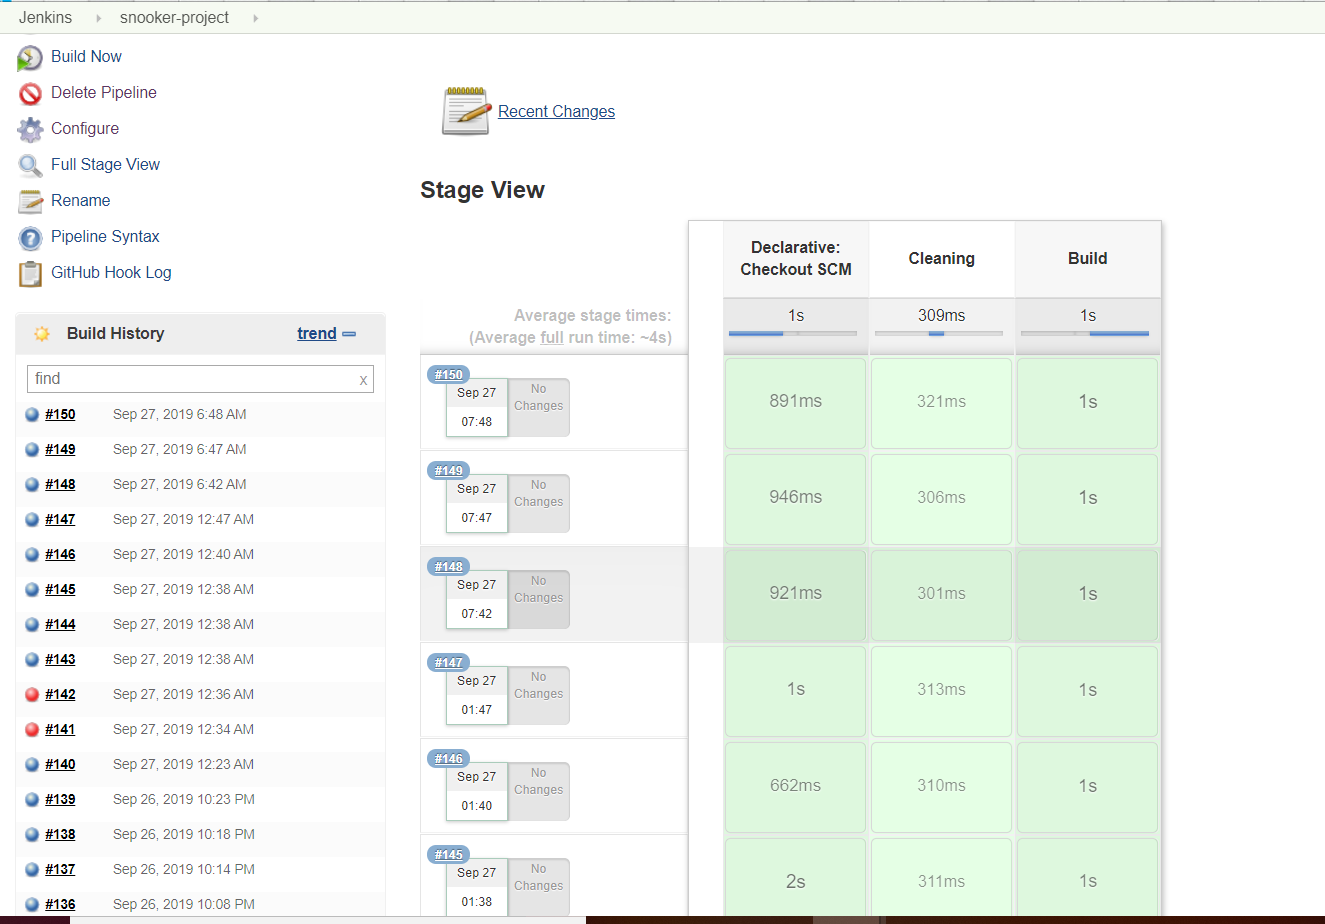 Jenkins
snooker-project
Build Now
Delete Pipeline
Configure
Full Stage View
Rename
Pipeline Syntax
GitHub Hook Log
Build History
trend
find
x
#150 Sep 27, 2019 6:48 AM
#149 Sep 27, 2019 6:47 AM
#148 Sep 27, 2019 6:42 AM
#147 Sep 27, 2019 12:47 AM
#146 Sep 27, 2019 12:40 AM
#145 Sep 27, 2019 12:38 AM
#144 Sep 27, 2019 12:38 AM
#143 Sep 27, 2019 12:38 AM
#142 Sep 27, 2019 12:36 AM
#141 Sep 27, 2019 12:34 AM
#140 Sep 27, 2019 12:23 AM
#139 Sep 26, 2019 10:23 PM
#138 Sep 26, 2019 10:18 PM
#137 Sep 26, 2019 10:14 PM
#136 Sep 26, 2019 10:08 PM
Recent Changes
Stage View
Declarative:
Checkout SCM
Cleaning
Build
Average stage times:
(Average full run time: ~4s)
1s
309ms
1s
#150
Sep 27
07:48
No
Changes
891ms
321ms
1s
#149
Sep 27
07:47
No
Changes
946ms
306ms
1s
#148
Sep 27
07:42
No
Changes
921ms
301ms
1s
#147
Sep 27
01:47
No
Changes
1s
313ms
1s
#146
Sep 27
01:40
No
Changes
662ms
310ms
1s
#145
Sep 27
01:38
No
Changes
2s
311ms
1s